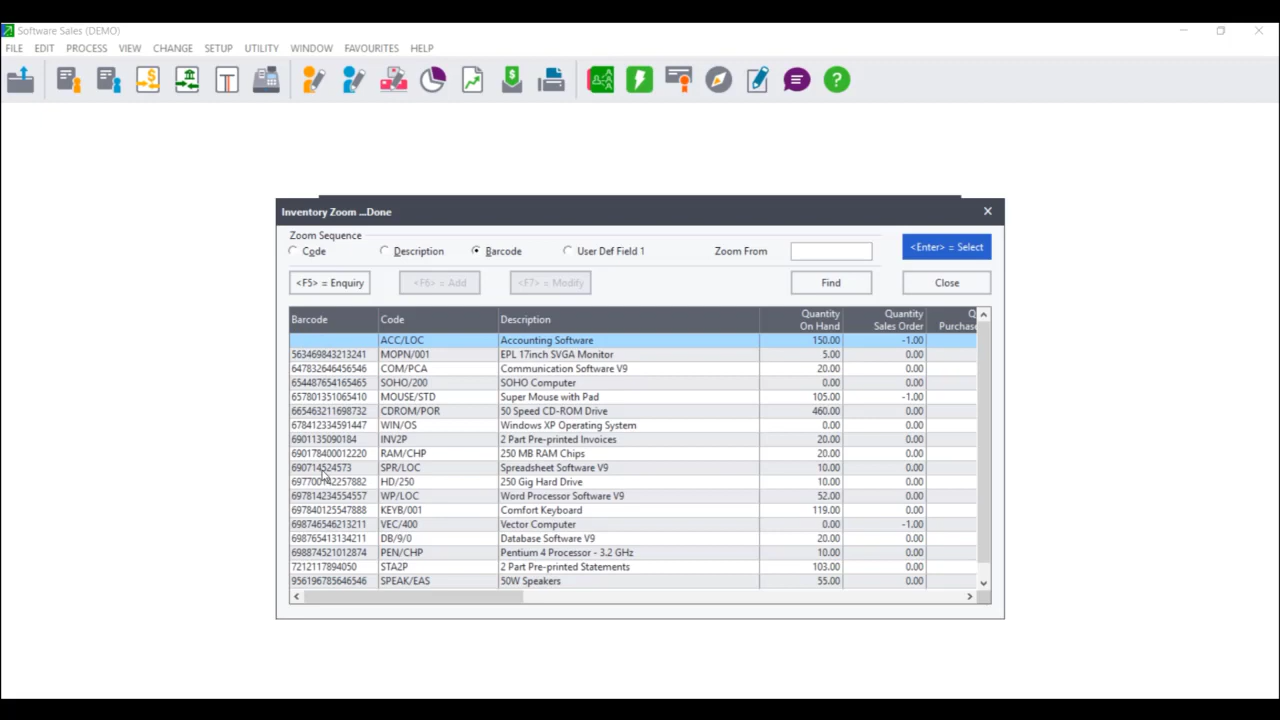 Software Sales (DEMO)
FILE EDIT PROCESS VIEW CHANGE SETUP UTILITY WINDOW FAVOURITES HELP
Inventory Zoom ...Done
Zoom Sequence
Code Description Barcode User Def Field 1 Zoom From <Enter> = Select
<F5> = Enquiry <F6> = Add <F7> = Modify Find Close
Barcode Code Description Quantity On Hand Quantity Sales Order Q Purchase
ACC/LOC Accounting Software 150.00 -1.00
563469843213241 MOPN/001 EPL 17inch SVGA Monitor 5.00 0.00
647832646456546 COM/PCA Communication Software V9 20.00 0.00
654487654165465 SOHO/200 SOHO Computer 0.00 0.00
657801351065410 MOUSE/STD Super Mouse with Pad 105.00 -1.00
665463211698732 CDROM/POR 50 Speed CD-ROM Drive 460.00 0.00
678412334591447 WIN/OS Windows XP Operating System 0.00 0.00
6901135090184 INV2P 2 Part Pre-printed Invoices 20.00 0.00
690178400012220 RAM/CHP 250 MB RAM Chips 20.00 0.00
690714524573 SPR/LOC Spreadsheet Software V9 10.00 0.00
HD/250 250 Gig Hard Drive 10.00 0.00
697814234554557 WP/LOC Word Processor Software V9 52.00 0.00
697840125547888 KEYB/001 Comfort Keyboard 119.00 0.00
698746546213211 VEC/400 Vector Computer 0.00 -1.00
698765413134211 DB/9/0 Database Software V9 20.00 0.00
698874521012874 PEN/CHP Pentium 4 Processor - 3.2 GHz 10.00 0.00
7212117894050 STA2P 2 Part Pre-printed Statements 103.00 0.00
956196785646546 SPEAK/EAS 50W Speakers 55.00 0.00